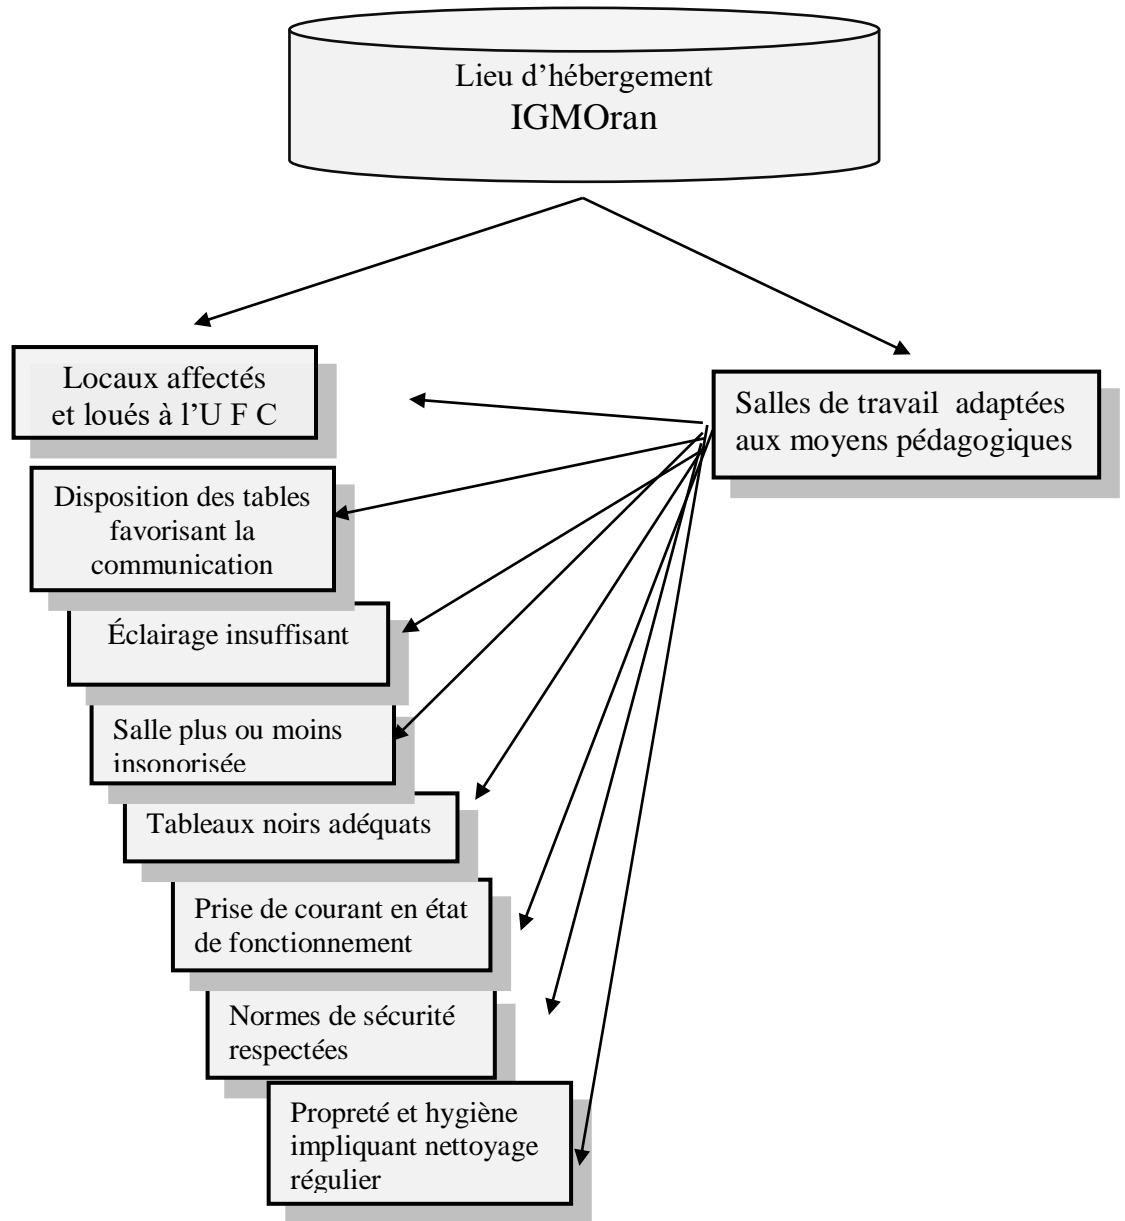 Lieu d’hébergement
IGMOran
Locaux affectés
et loués à l’U F C
Salles de travail adaptées
aux moyens pédagogiques
Disposition des tables
favorisant la
communication
Éclairage insuffisant
Salle plus ou moins
insonorisée
Tableaux noirs adéquats
Prise de courant en état
de fonctionnement
Normes de sécurité
respectées
Propreté et hygiène
impliquant nettoyage
régulier